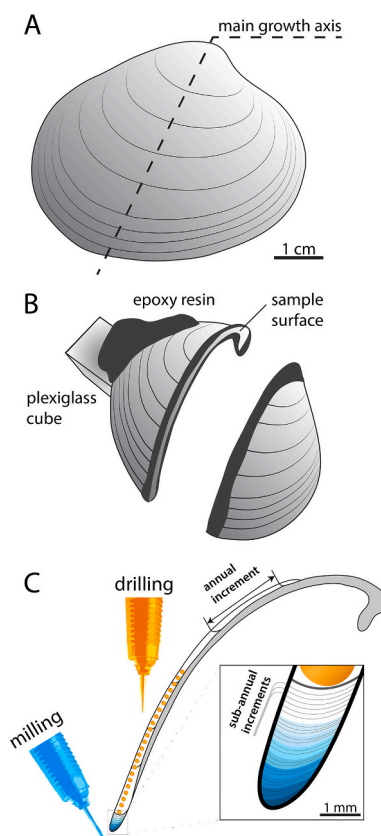 A
main growth axis
1 cm
B
epoxy resin
sample
surface
plexiglass
cube
C
drilling
annual
increment
milling
sub-annual
increments
1 mm